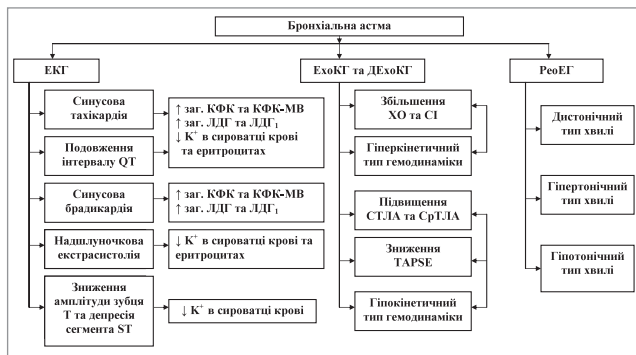 Бронхіальна астма
ЕКГ
ЕхоКГ та ДЕхоКГ
РеоЕГ
Синусова
тахікардія
Подовження
інтервалу QT
Синусова
брадикардія
Надшлуночкова
екстрасистолія
Зниження
амплітуди зубця
Т та депресія
сегмента ST
↑ заг. КФК та КФК-МВ
↑ заг. ЛДГ та ЛДГ₁
↓ К⁺ в сироватці крові
та еритроцитах
↑ заг. КФК та КФК-МВ
↑ заг. ЛДГ та ЛДГ₁
↓ К⁺ в сироватці крові та
еритроцитах
↓ К⁺ в сироватці крові
Збільшення
ХО та СІ
Гіперкінетичний
тип гемодинаміки
Підвищення
СТЛА та СрТЛА
Зниження
TAPSE
Гіпокінетичний
тип гемодинаміки
Дистонічний
тип хвилі
Гіпертонічний
тип хвилі
Гіпотонічний
тип хвилі